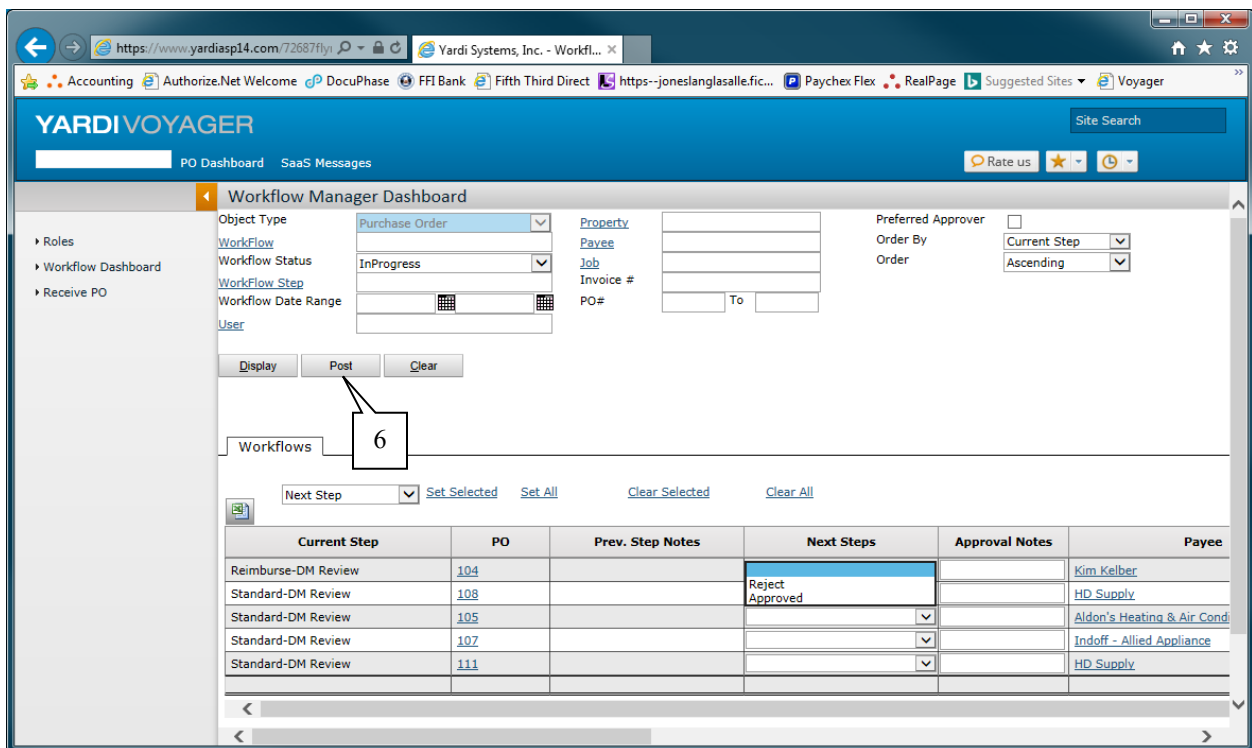 https://www.yardiasp14.com/72687flyi
Yardi Systems, Inc. - Workfl...
Accounting Authorize.Net Welcome DocuPhase FFI Bank Fifth Third Direct https--joneslanglasalle.fic... Paychex Flex RealPage Suggested Sites Voyager
YARDI VOYAGER
Site Search
PO Dashboard SaaS Messages
Rate us
Workflow Manager Dashboard
Roles
Workflow Dashboard
Receive PO
Object Type Purchase Order Property Preferred Approver
WorkFlow Payee Order By Current Step
Workflow Status InProgress Job Order Ascending
WorkFlow Step Invoice #
Workflow Date Range PO# To
User
Display Post Clear
6
Workflows
Next Step Set Selected Set All Clear Selected Clear All
Current Step PO Prev. Step Notes Next Steps Approval Notes Payee
Reimburse-DM Review 104 Kim Kelber
Reject
Standard-DM Review 108 Approved HD Supply
Standard-DM Review 105 Aldon's Heating & Air Condi
Standard-DM Review 107 Indoff - Allied Appliance
Standard-DM Review 111 HD Supply